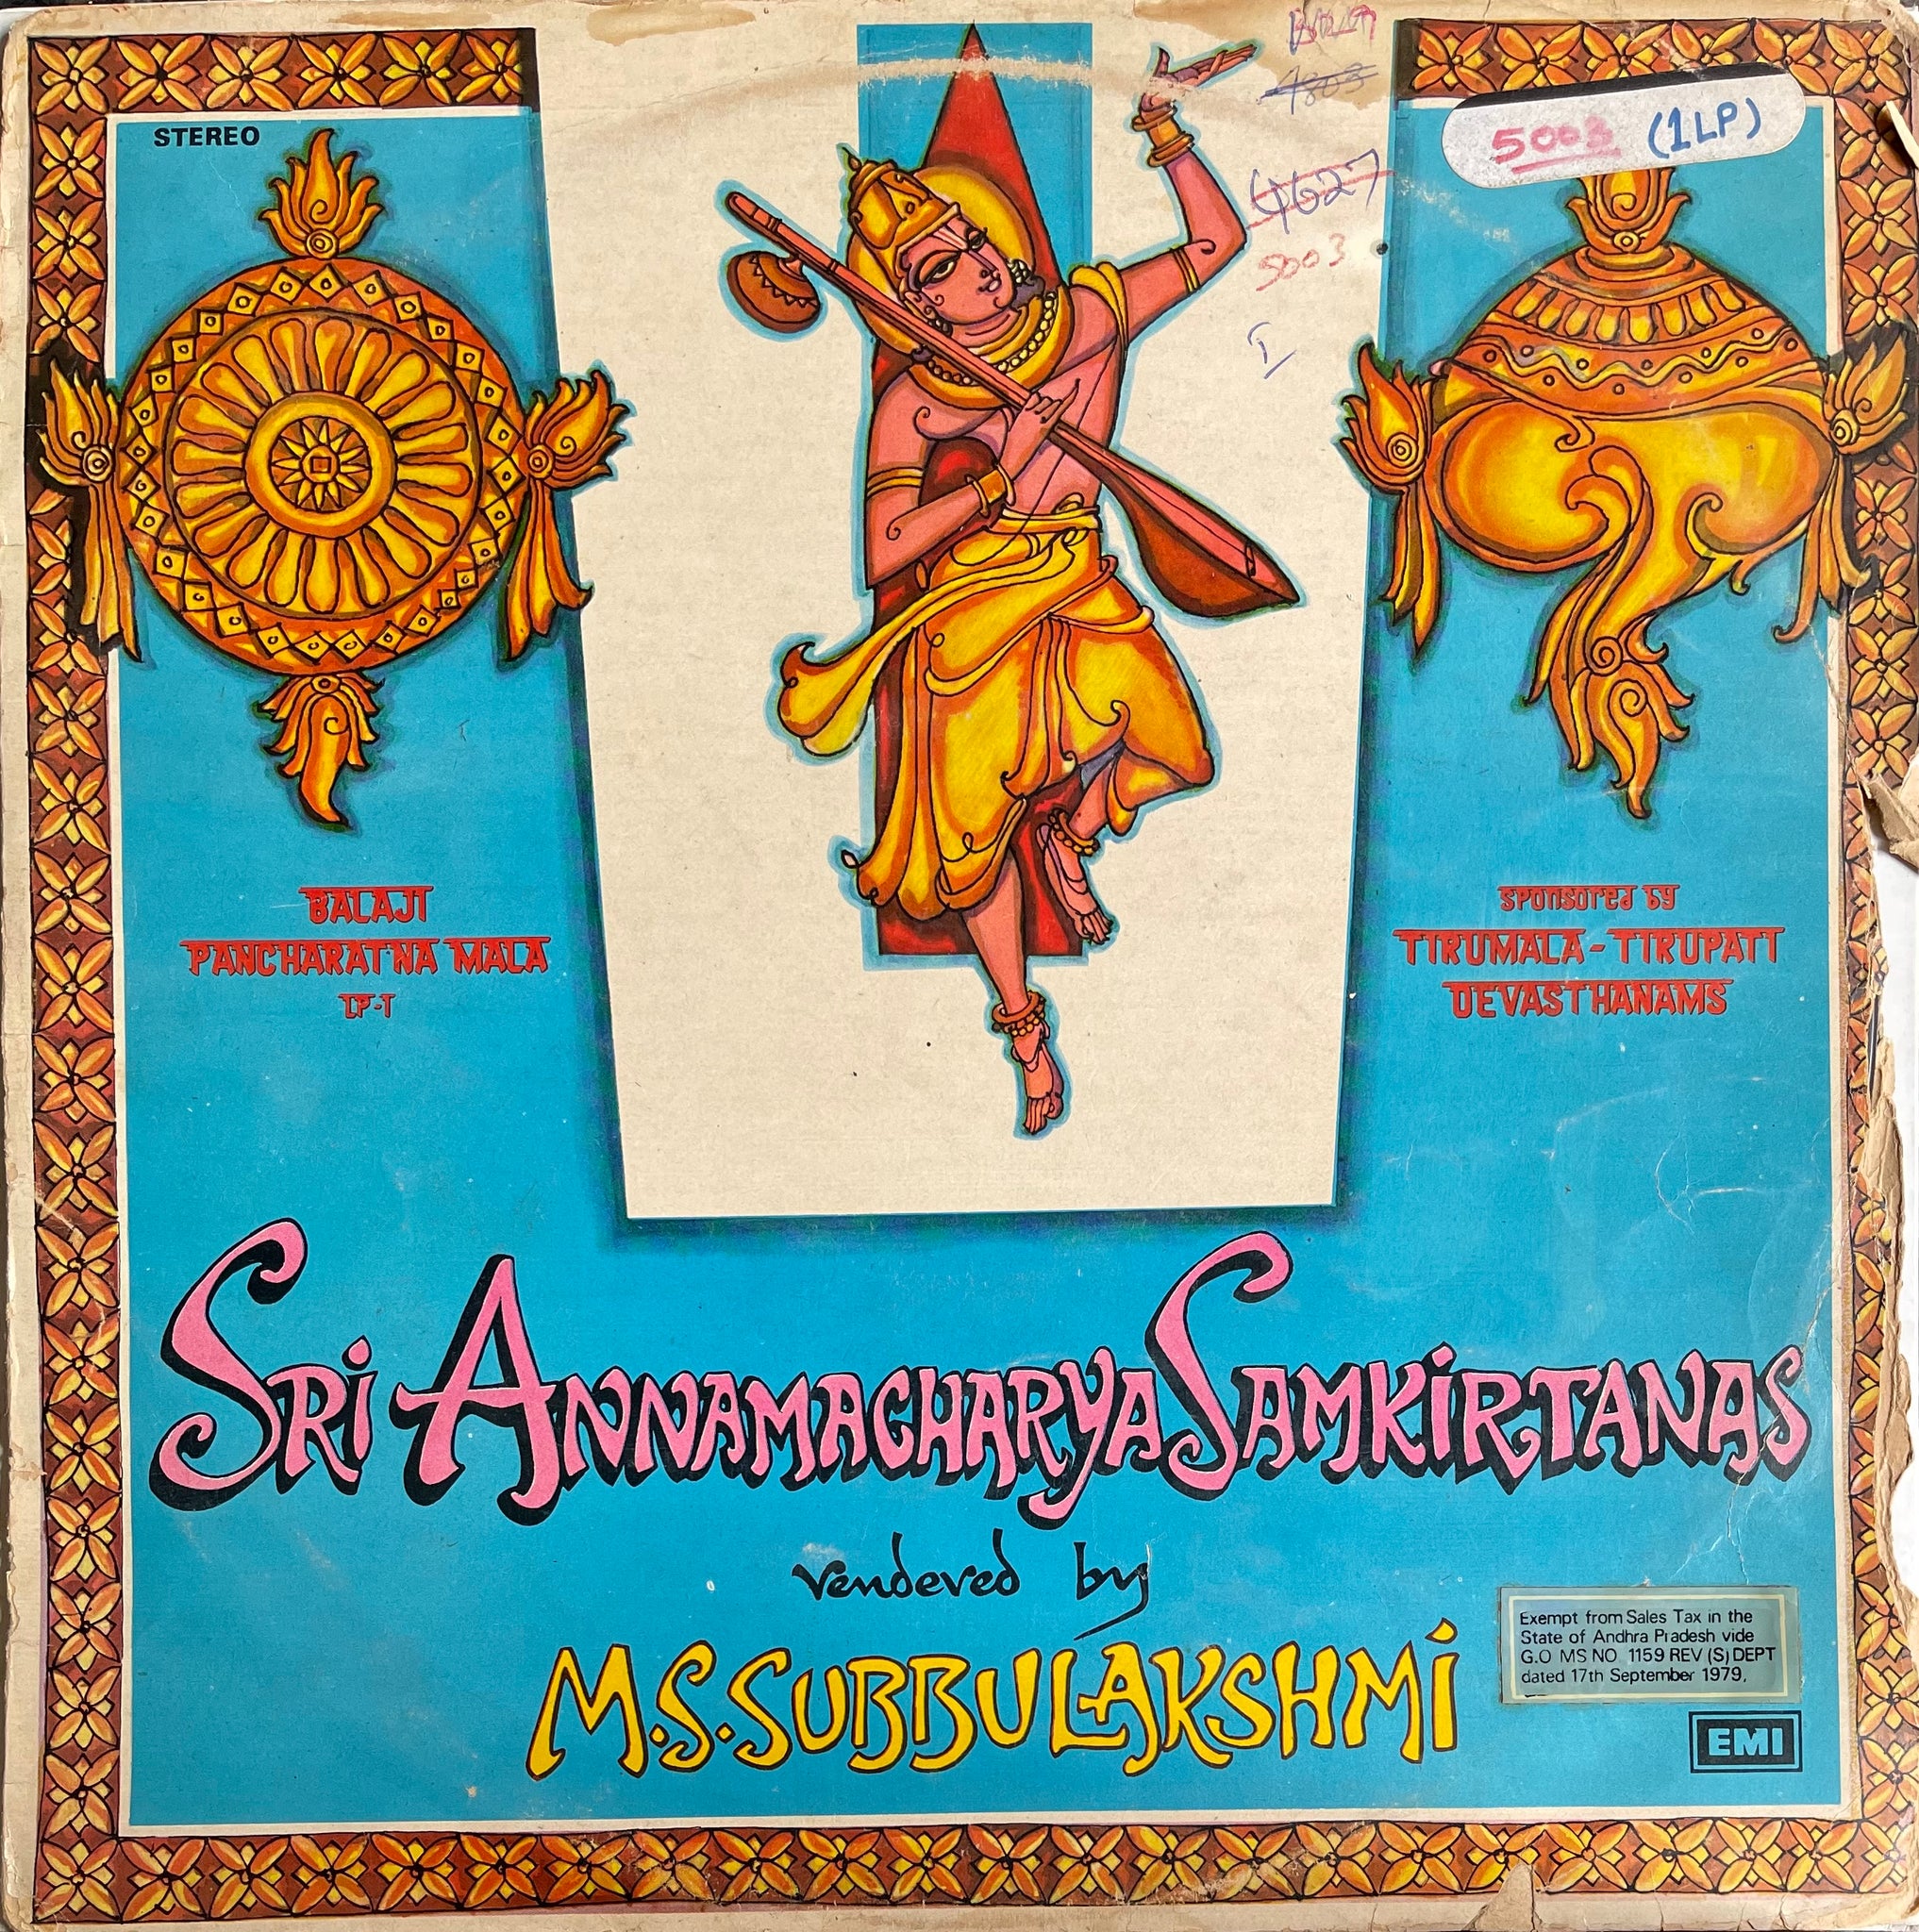 STEREO
5003 (1LP)
4803
4627
5003
BALAJI
PANCHARATNA MALA
LP-1
SPONSORED BY
TIRUMALA-TIRUPATI
DEVASTHANAMS
SRI ANNAMACHARYA SAMKIRTANAS
rendered by
M.S.SUBBULAKSHMI
Exempt from Sales Tax in the
State of Andhra Pradesh vide
G.O MS NO 1159 REV (S) DEPT
dated 17th September 1979.
EMI